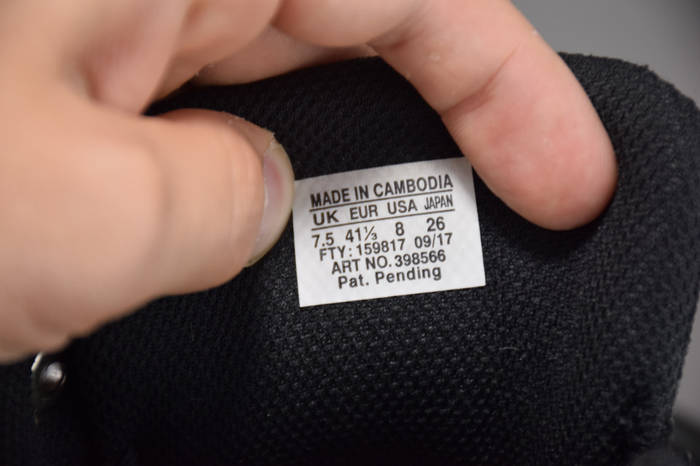 MADE IN CAMBODIA
UK EUR USA JAPAN
7.5 41⅓ 8 26
FTY: 159817 09/17
ART NO. 398566
Pat. Pending